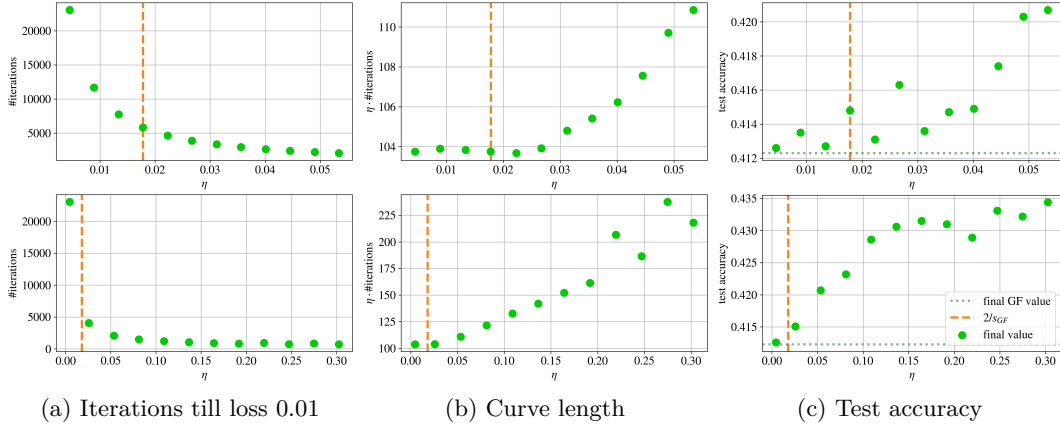 20000
15000
10000
5000
#iterations
0.01 0.02 0.03 0.04 0.05
η
110
108
106
104
η · #iterations
0.01 0.02 0.03 0.04 0.05
η
0.420
0.418
0.416
0.414
0.412
test accuracy
0.01 0.02 0.03 0.04 0.05
η
20000
15000
10000
5000
0
#iterations
0.00 0.05 0.10 0.15 0.20 0.25 0.30
η
225
200
175
150
125
100
η · #iterations
0.00 0.05 0.10 0.15 0.20 0.25 0.30
η
0.435
0.430
0.425
0.420
0.415
test accuracy
0.00 0.05 0.10 0.15 0.20 0.25 0.30
η
final GF value
2/s_GF
final value
(a) Iterations till loss 0.01
(b) Curve length
(c) Test accuracy